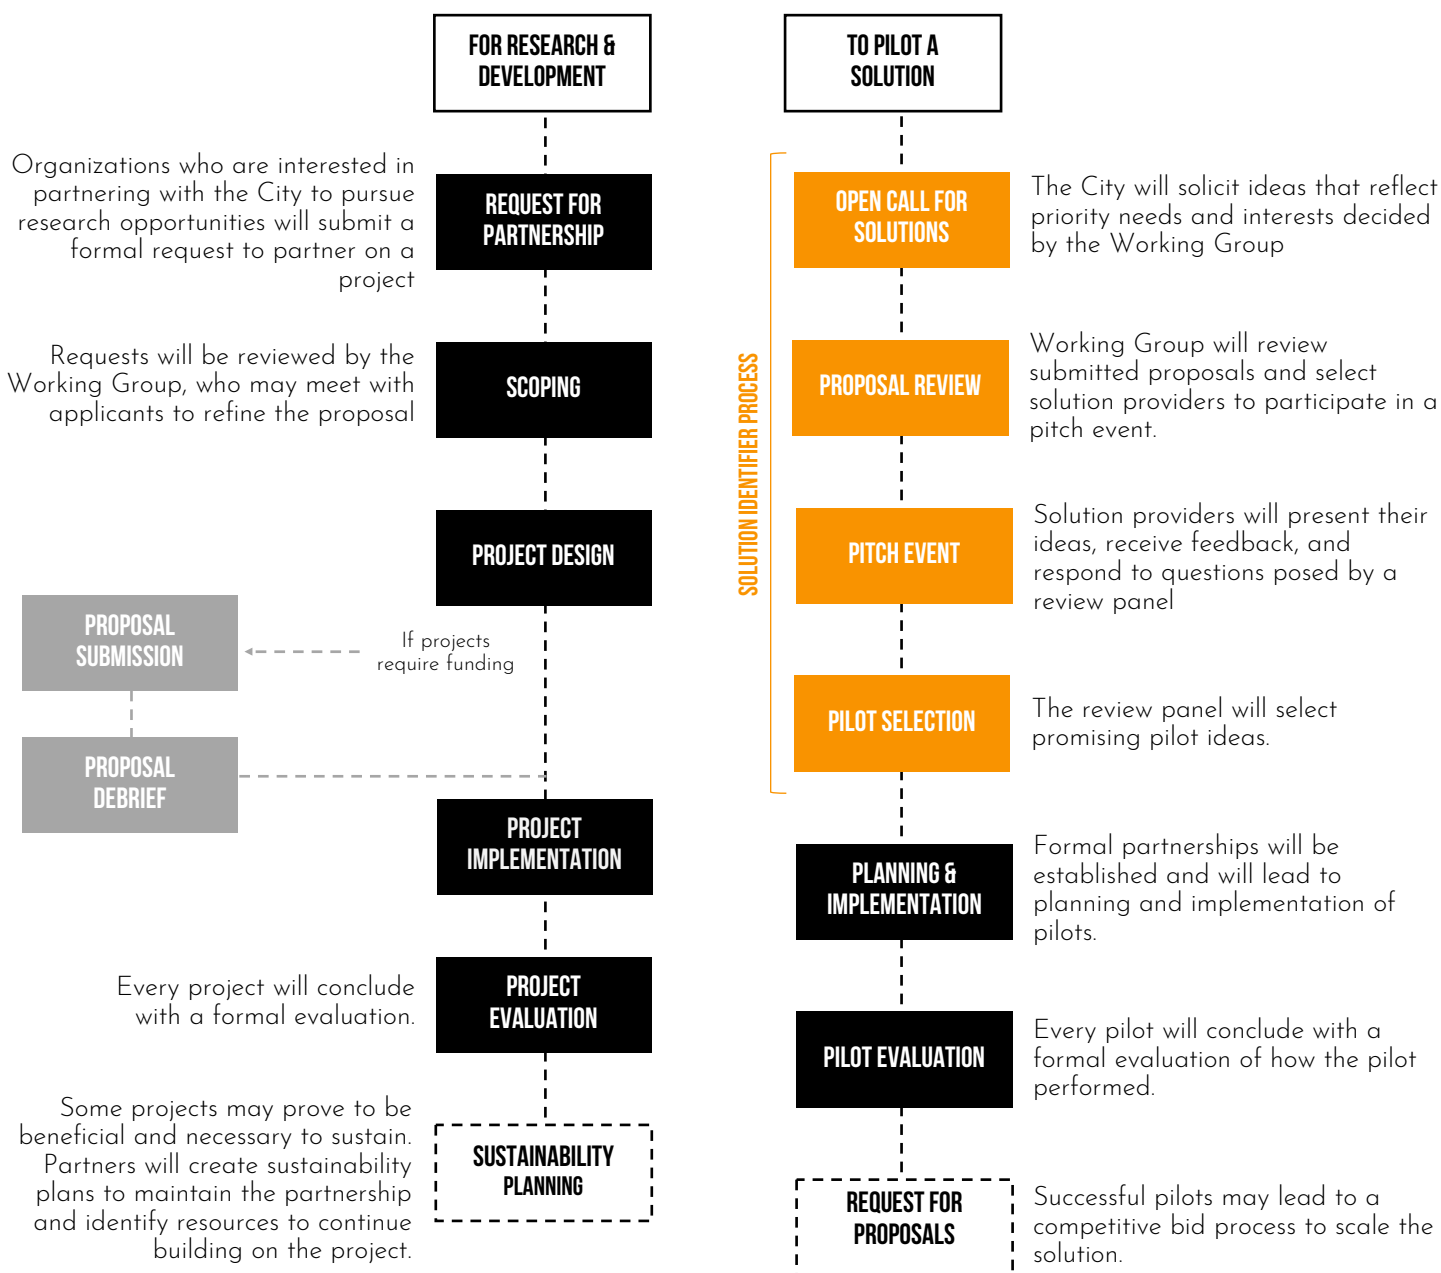 FOR RESEARCH &
DEVELOPMENT
Organizations who are interested in
partnering with the City to pursue
research opportunities will submit a
formal request to partner on a
project
REQUEST FOR
PARTNERSHIP
Requests will be reviewed by the
Working Group, who may meet with
applicants to refine the proposal
SCOPING
PROJECT DESIGN
If projects
require funding
PROPOSAL
SUBMISSION
PROPOSAL
DEBRIEF
PROJECT
IMPLEMENTATION
Every project will conclude
with a formal evaluation.
PROJECT
EVALUATION
Some projects may prove to be
beneficial and necessary to sustain.
Partners will create sustainability
plans to maintain the partnership
and identify resources to continue
building on the project.
SUSTAINABILITY
PLANNING
TO PILOT A
SOLUTION
SOLUTION IDENTIFIER PROCESS
OPEN CALL FOR
SOLUTIONS
The City will solicit ideas that reflect
priority needs and interests decided
by the Working Group
PROPOSAL REVIEW
Working Group will review
submitted proposals and select
solution providers to participate in a
pitch event.
PITCH EVENT
Solution providers will present their
ideas, receive feedback, and
respond to questions posed by a
review panel
PILOT SELECTION
The review panel will select
promising pilot ideas.
PLANNING &
IMPLEMENTATION
Formal partnerships will be
established and will lead to
planning and implementation of
pilots.
PILOT EVALUATION
Every pilot will conclude with a
formal evaluation of how the pilot
performed.
REQUEST FOR
PROPOSALS
Successful pilots may lead to a
competitive bid process to scale the
solution.